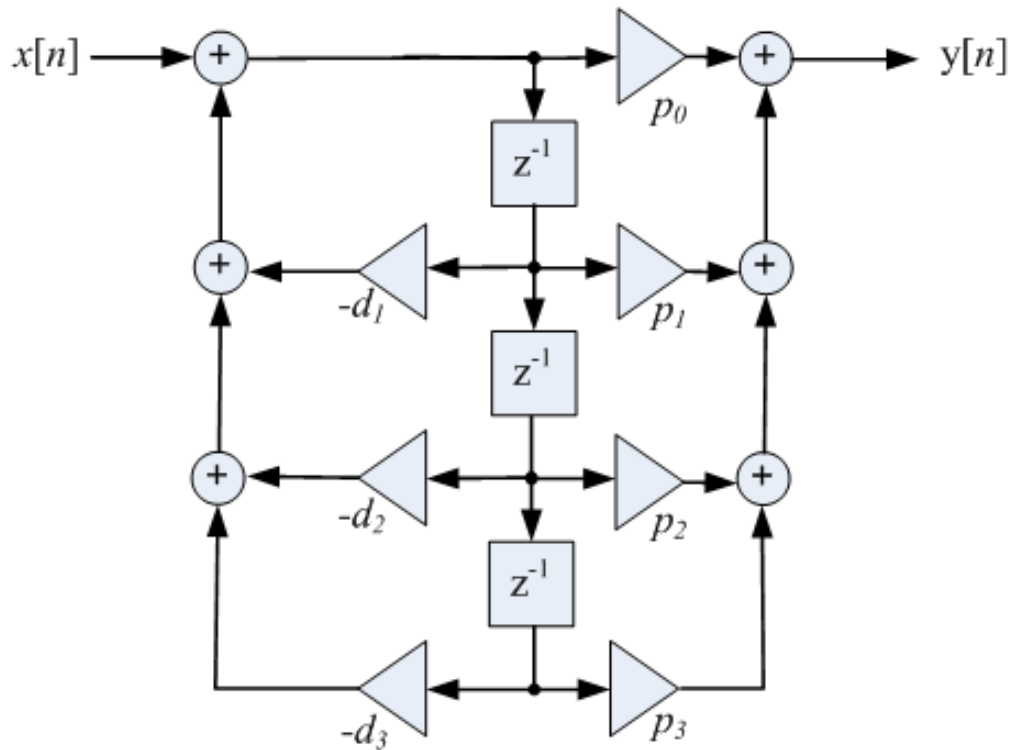 x[n] + p₀ + y[n]
z⁻¹
+ -d₁ p₁ +
z⁻¹
+ -d₂ p₂ +
z⁻¹
-d₃ p₃